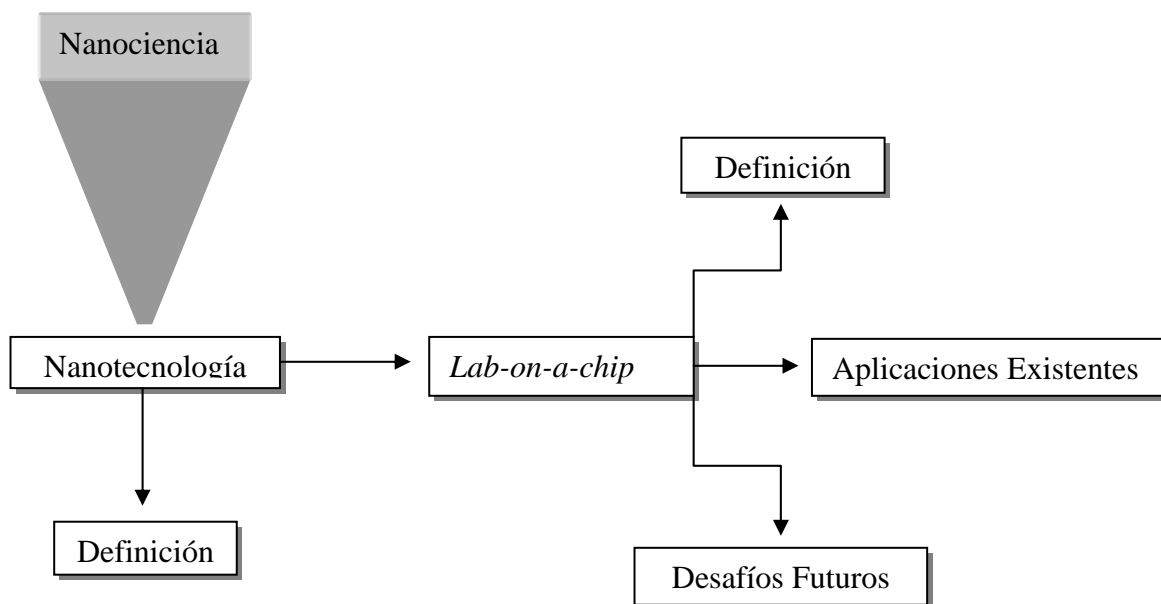 Nanociencia
Definición
Nanotecnología
Lab-on-a-chip
Aplicaciones Existentes
Definición
Desafíos Futuros